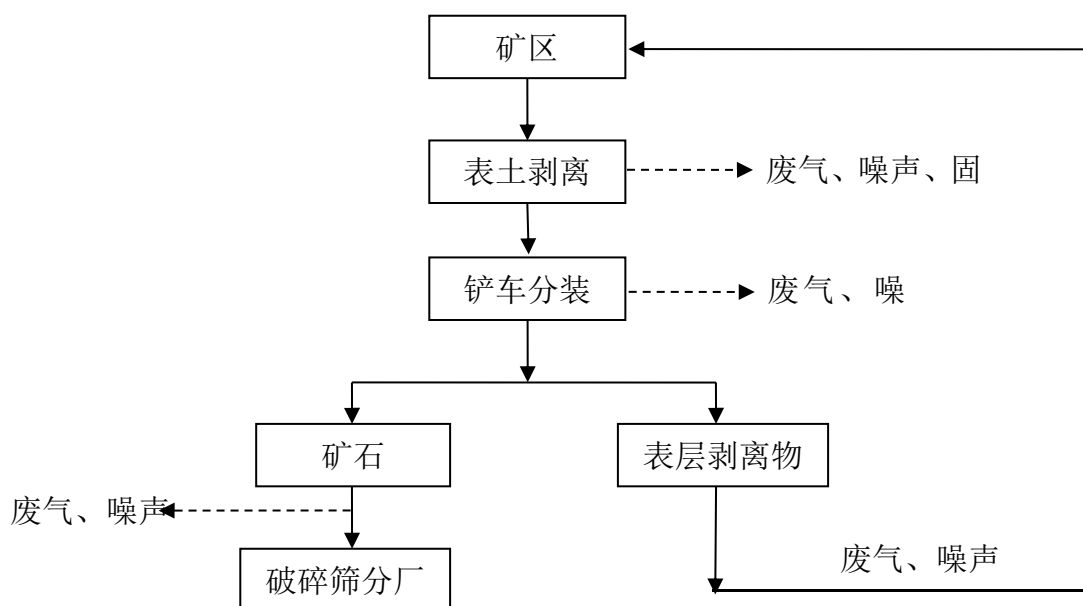 矿区
表土剥离
废气、噪声、固
铲车分装
废气、噪
矿石
表层剥离物
废气、噪声
破碎筛分厂
废气、噪声